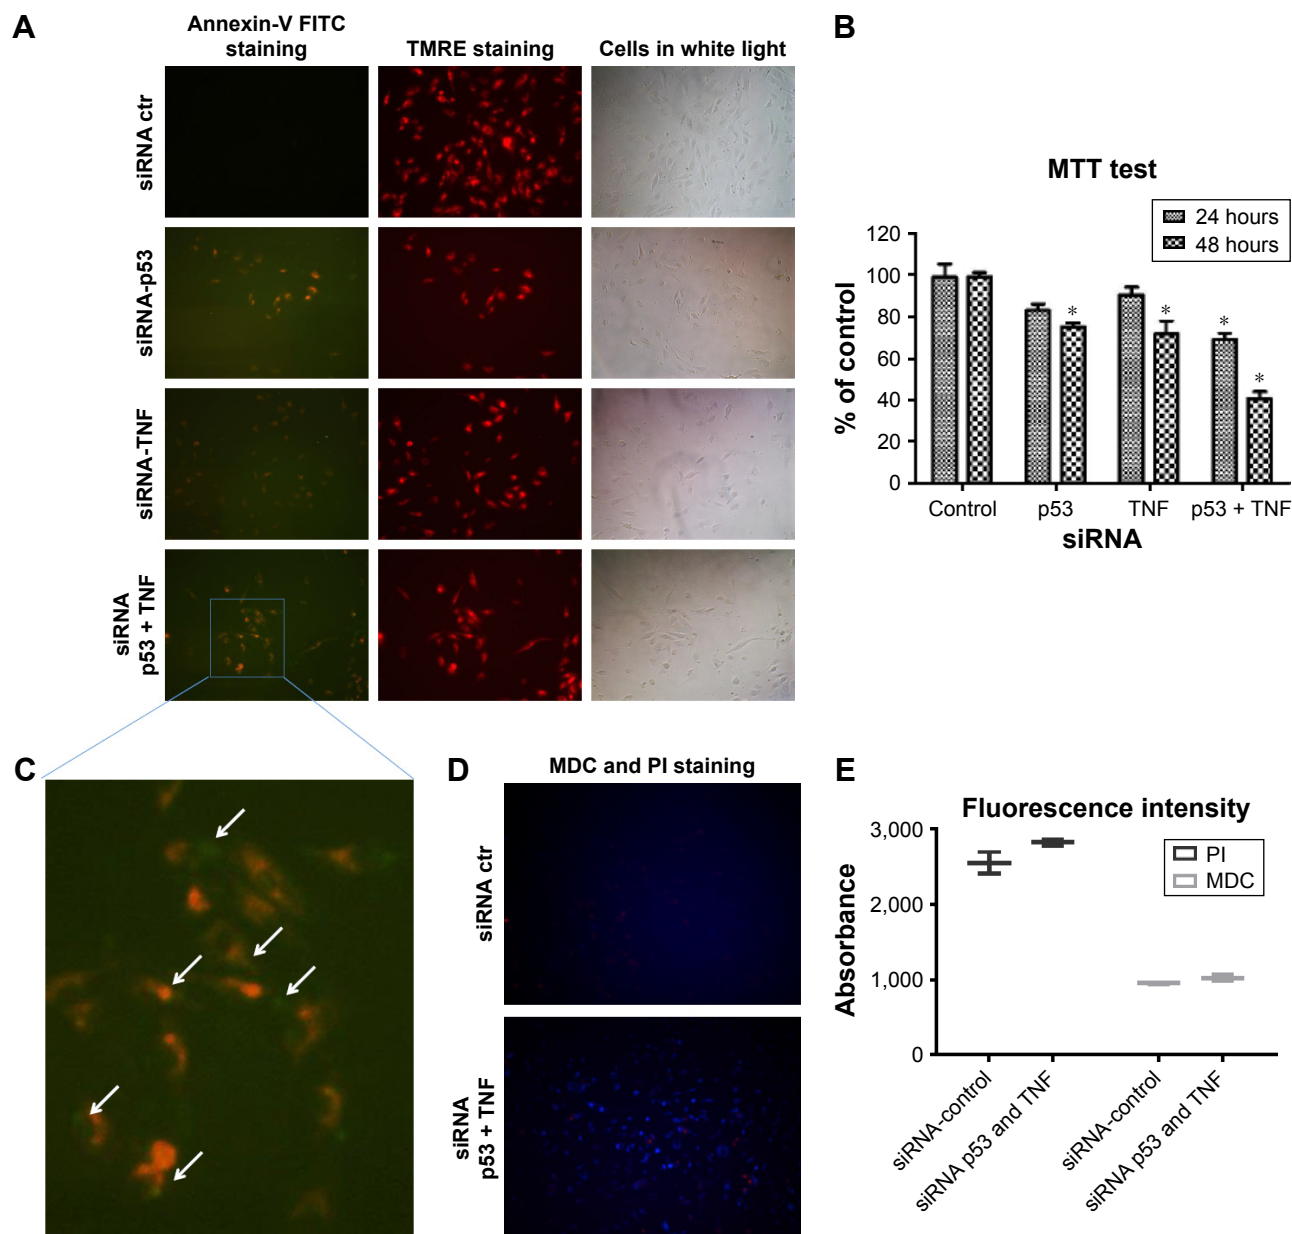 A
Annexin-V FITC
staining
TMRE staining
Cells in white light
siRNA ctr
siRNA-p53
siRNA-TNF
siRNA
p53 + TNF
B
MTT test
24 hours
48 hours
% of control
120
100
80
60
40
20
0
*
*
*
*
Control
p53
TNF
p53 + TNF
siRNA
C
D
MDC and PI staining
siRNA ctr
siRNA
p53 + TNF
E
Fluorescence intensity
PI
MDC
Absorbance
3,000
2,000
1,000
0
siRNA-control
siRNA p53 and TNF
siRNA-control
siRNA p53 and TNF